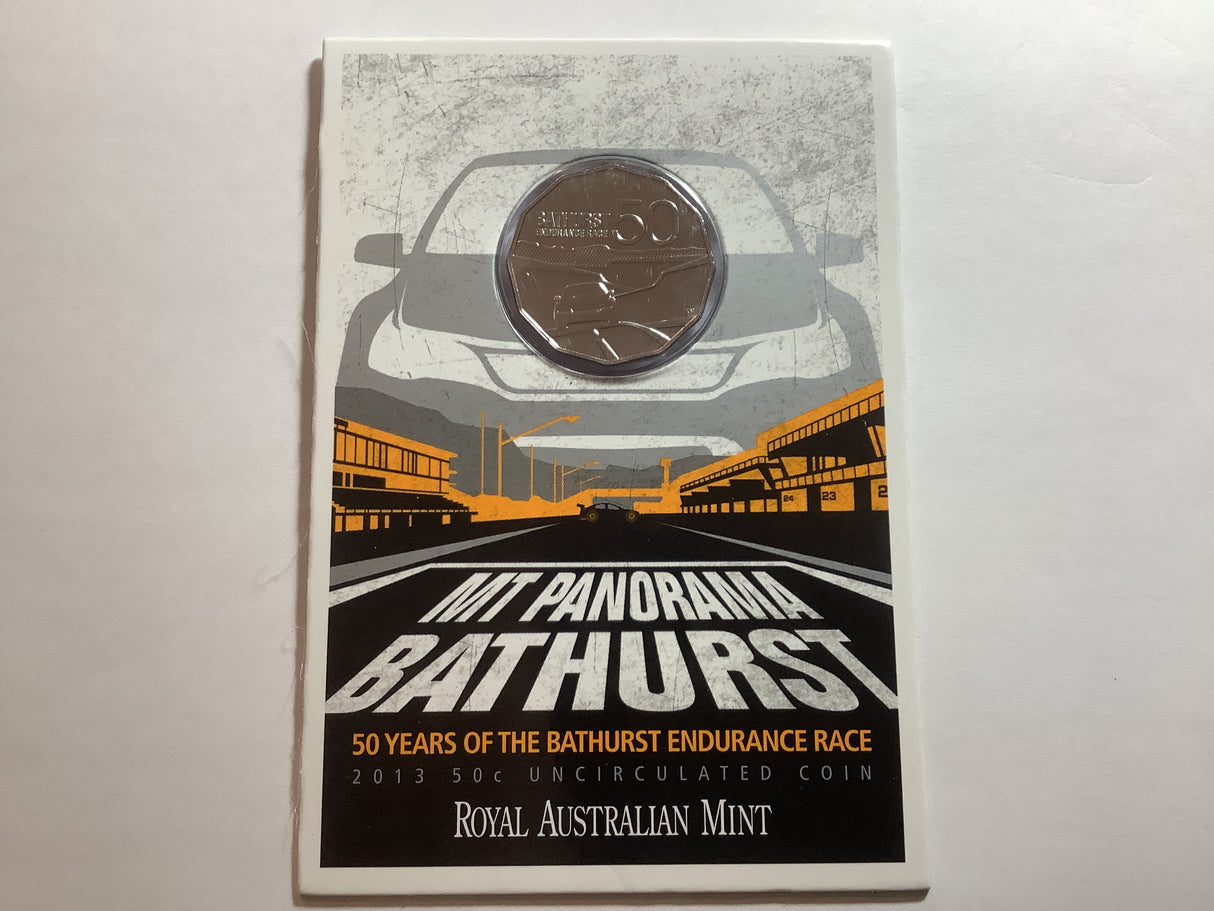 BATHURST 50
ENDURANCE RACE
24 23 2
MT PANORAMA
BATHURST
50 YEARS OF THE BATHURST ENDURANCE RACE
2013 50c UNCIRCULATED COIN
ROYAL AUSTRALIAN MINT